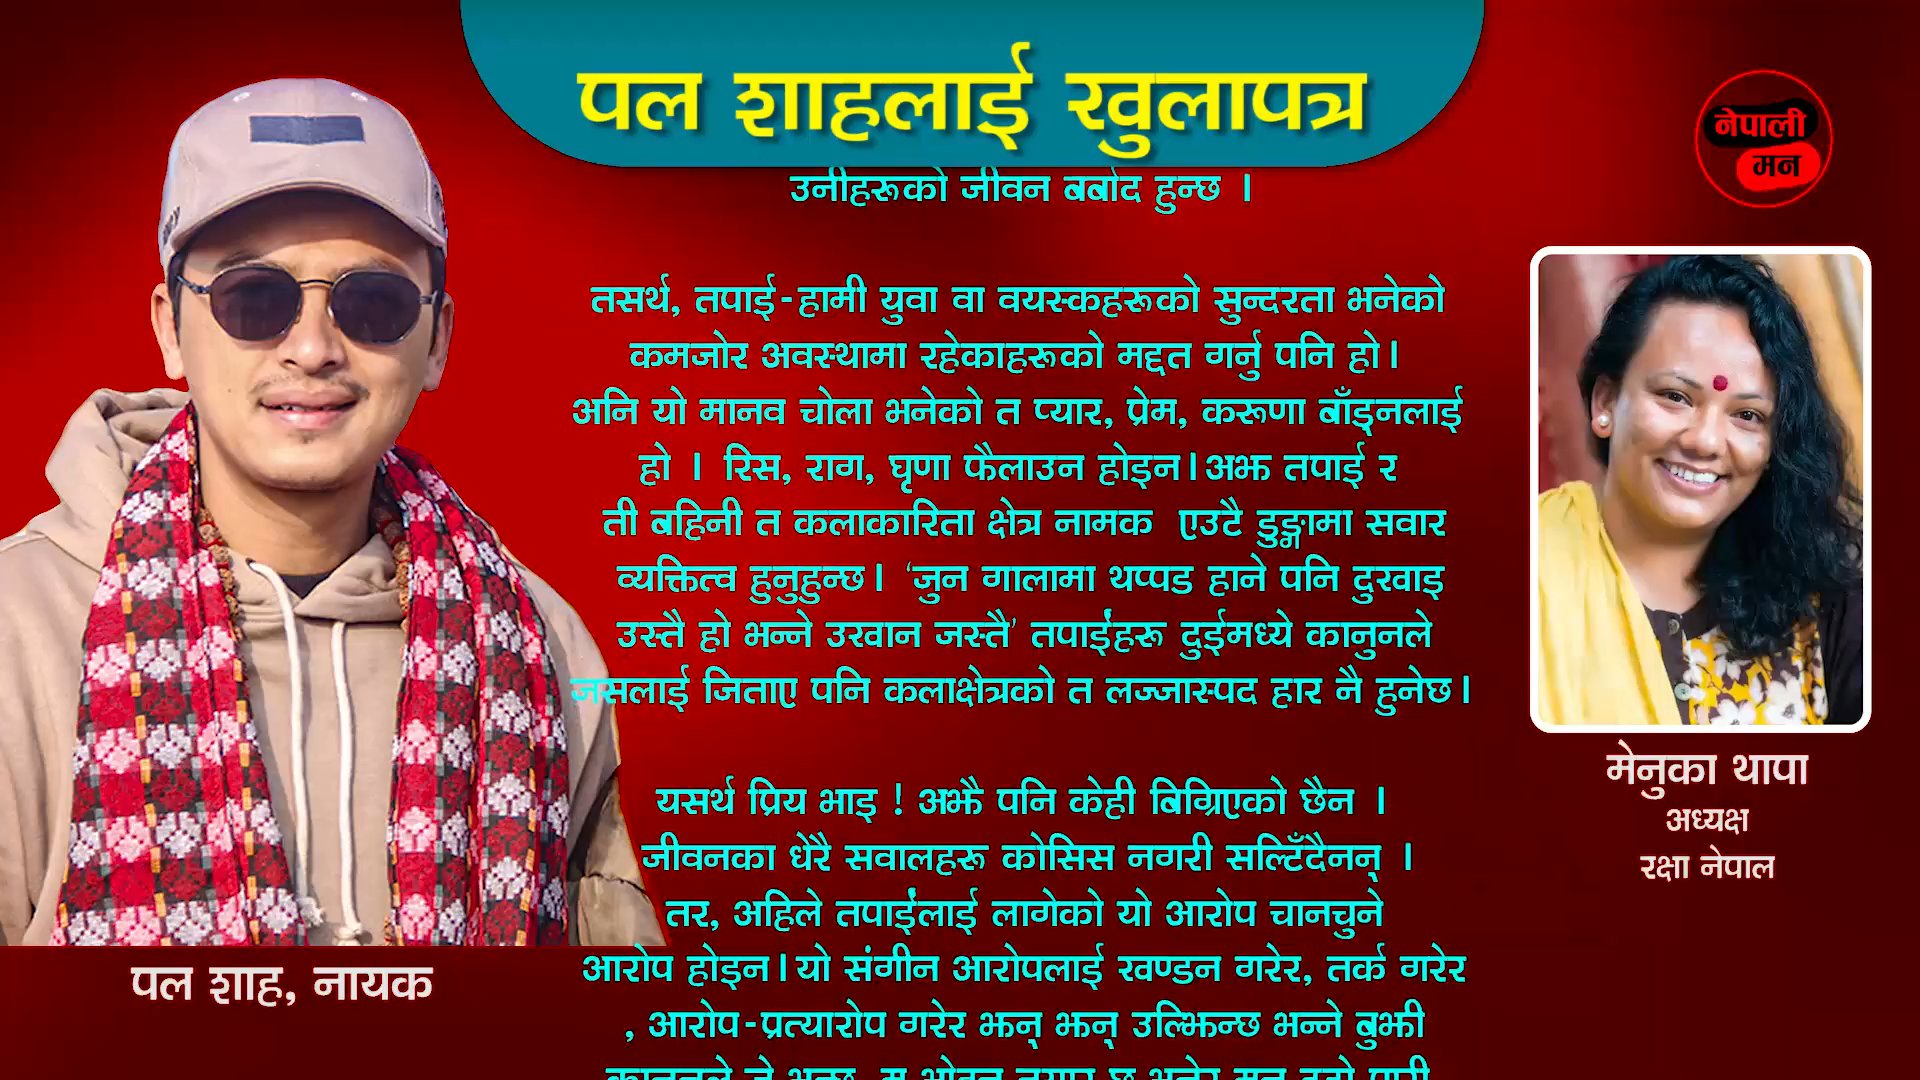 पल शाहलाई खुलापत्र
नेपाली
मन
उनीहरूको जीवन बर्बाद हुन्छ ।
तसर्थ, तपाई-हामी युवा वा वयस्कहरूको सुन्दरता भनेको
कमजोर अवस्थामा रहेकाहरूको मद्दत गर्नु पनि हो।
अनि यो मानव चोला भनेको त प्यार, प्रेम, करूणा बाँड्नलाई
हो । रिस, राग, घृणा फैलाउन होइन।अझ तपाई र
ती बहिनी त कलाकारिता क्षेत्र नामक एउटै डुङ्गामा सवार
व्यक्तित्व हुनुहुन्छ। ‘जुन गालामा थप्पड हाने पनि दुख्वाइ
उस्तै हो भन्ने उखान जस्तै’ तपाईंहरू दुईमध्ये कानुनले
जसलाई जिताए पनि कलाक्षेत्रको त लज्जास्पद हार नै हुनेछ।
यसर्थ प्रिय भाइ ! अझै पनि केही बिग्रिएको छैन ।
जीवनका धेरै सवालहरू कोसिस नगरी सल्टिँदैनन् ।
तर, अहिले तपाईंलाई लागेको यो आरोप चानचुने
आरोप होइन।यो संगीन आरोपलाई खण्डन गरेर, तर्क गरेर
, आरोप-प्रत्यारोप गरेर झन् झन् उल्झिन्छ भन्ने बुझी
मेनुका थापा
अध्यक्ष
रक्षा नेपाल
पल शाह, नायक